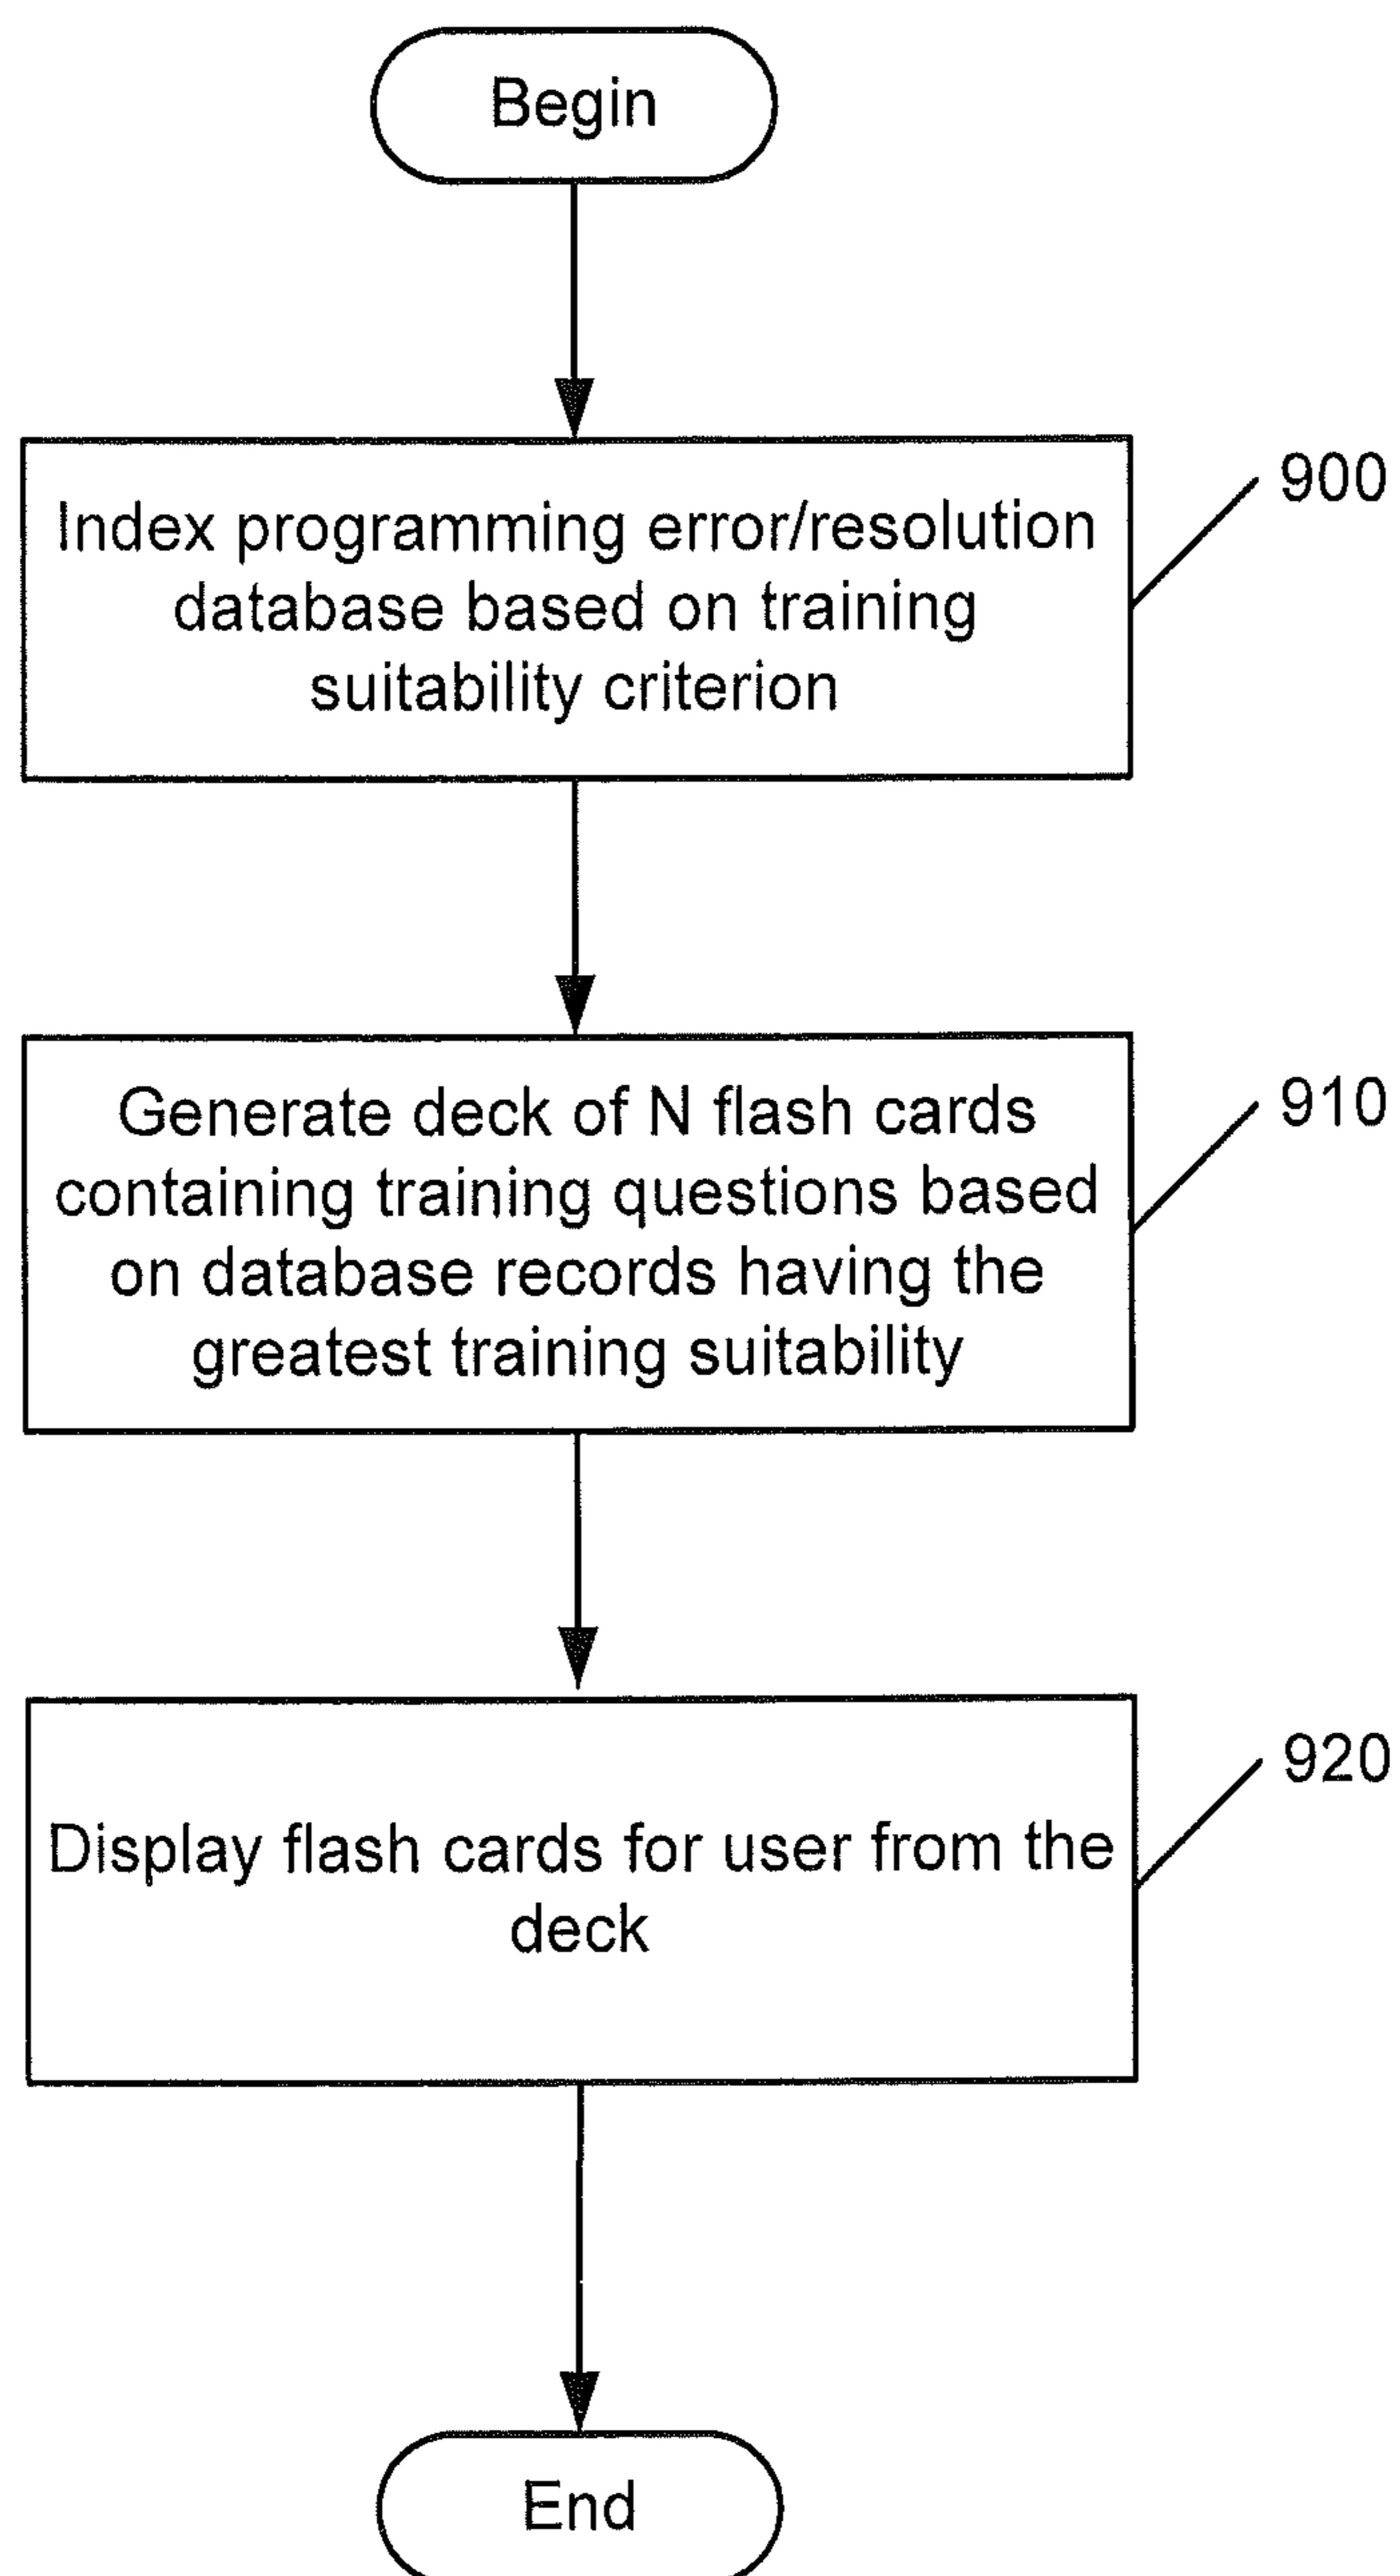 Begin
Index programming error/resolution
database based on training
suitability criterion
900
Generate deck of N flash cards
containing training questions based
on database records having the
greatest training suitability
910
Display flash cards for user from the
deck
920
End